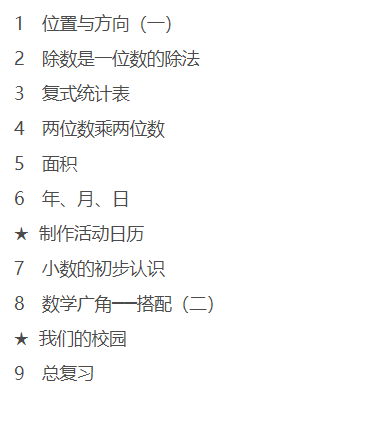 1 位置与方向（一）
2 除数是一位数的除法
3 复式统计表
4 两位数乘两位数
5 面积
6 年、月、日
★ 制作活动日历
7 小数的初步认识
8 数学广角──搭配（二）
★ 我们的校园
9 总复习